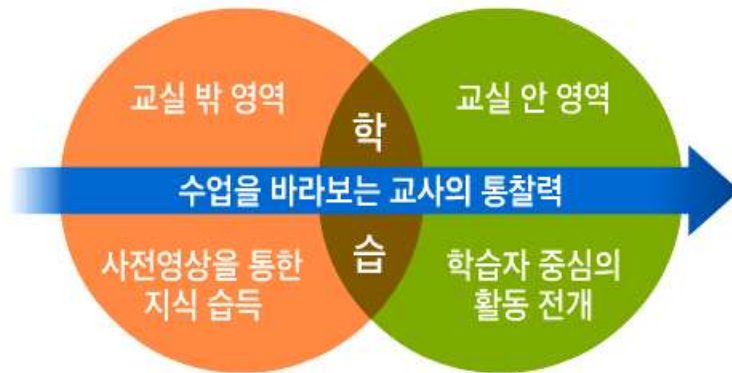 교실 밖 영역
교실 안 영역
학
수업을 바라보는 교사의 통찰력
습
사전영상을 통한
지식 습득
학습자 중심의
활동 전개